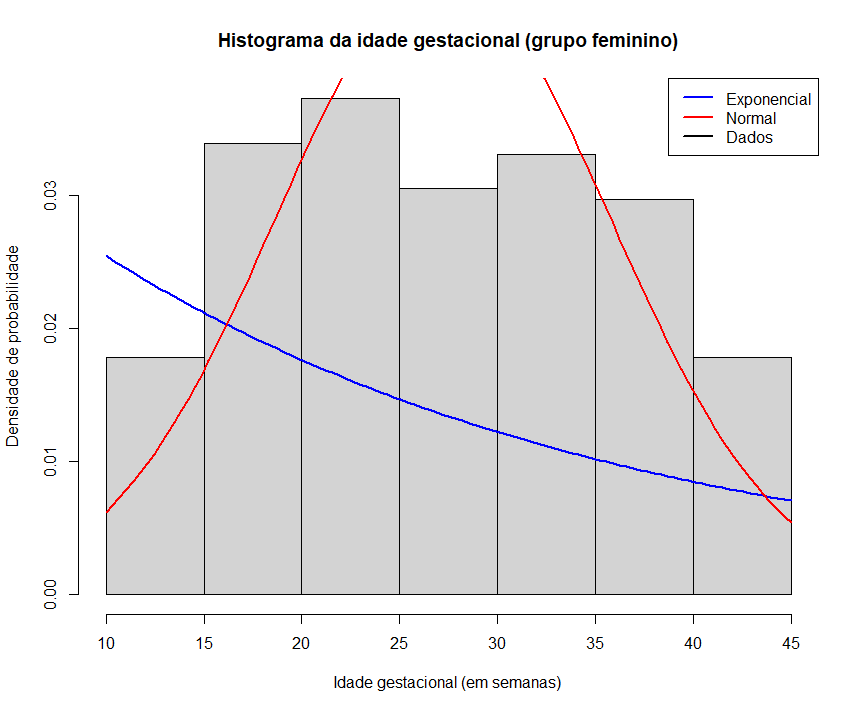 Histograma da idade gestacional (grupo feminino)
Exponencial
Normal
Dados
Densidade de probabilidade
0.03
0.02
0.01
0.00
10 15 20 25 30 35 40 45
Idade gestacional (em semanas)